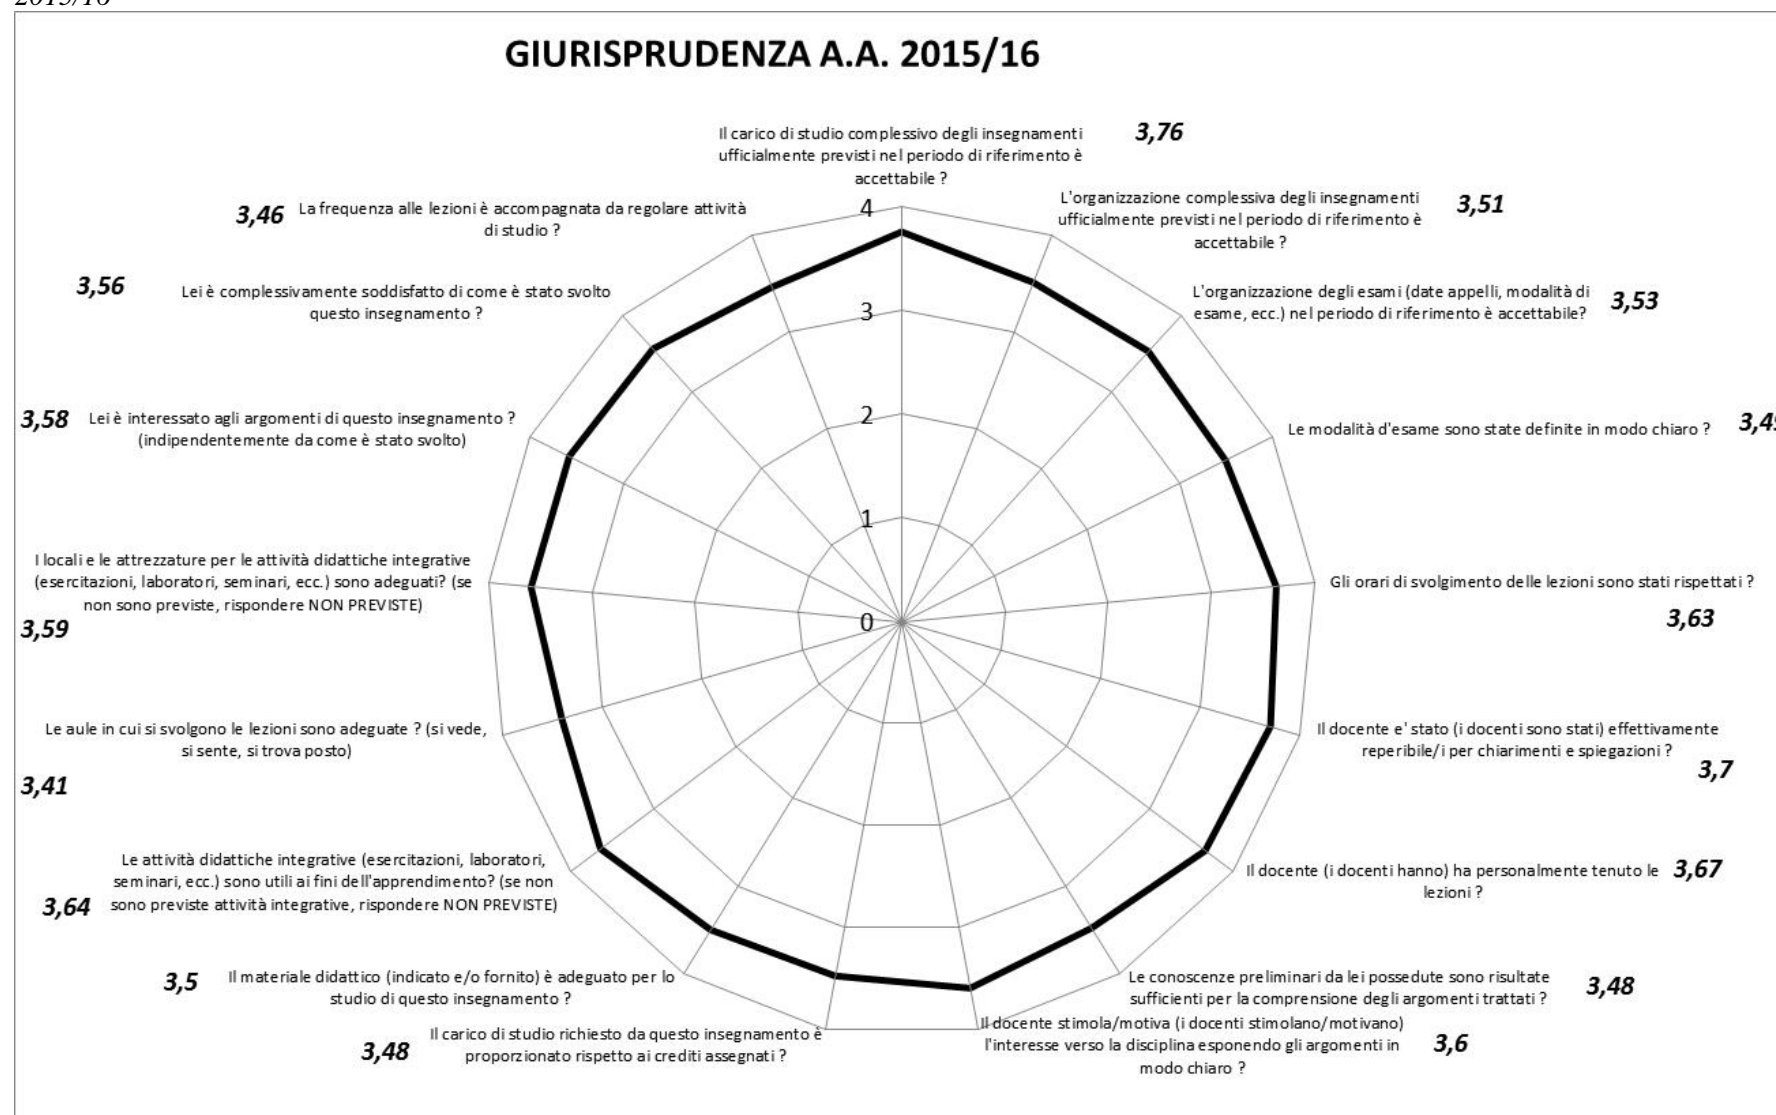 2015/16
GIURISPRUDENZA A.A. 2015/16
Il carico di studio complessivo degli insegnamenti
ufficialmente previsti nel periodo di riferimento è
accettabile ?
3,76
L'organizzazione complessiva degli insegnamenti
ufficialmente previsti nel periodo di riferimento è
accettabile ?
3,51
L'organizzazione degli esami (date appelli, modalità di
esame, ecc.) nel periodo di riferimento è accettabile?
3,53
Le modalità d'esame sono state definite in modo chiaro ?
3,49
Gli orari di svolgimento delle lezioni sono stati rispettati ?
3,63
Il docente e' stato (i docenti sono stati) effettivamente
reperibile/i per chiarimenti e spiegazioni ?
3,7
Il docente (i docenti hanno) ha personalmente tenuto le
lezioni ?
3,67
Le conoscenze preliminari da lei possedute sono risultate
sufficienti per la comprensione degli argomenti trattati ?
3,48
Il docente stimola/motiva (i docenti stimolano/motivano)
l'interesse verso la disciplina esponendo gli argomenti in
modo chiaro ?
3,6
Il carico di studio richiesto da questo insegnamento è
proporzionato rispetto ai crediti assegnati ?
3,48
Il materiale didattico (indicato e/o fornito) è adeguato per lo
studio di questo insegnamento ?
3,5
Le attività didattiche integrative (esercitazioni, laboratori,
seminari, ecc.) sono utili ai fini dell'apprendimento? (se non
sono previste attività integrative, rispondere NON PREVISTE)
3,64
Le aule in cui si svolgono le lezioni sono adeguate ? (si vede,
si sente, si trova posto)
3,41
I locali e le attrezzature per le attività didattiche integrative
(esercitazioni, laboratori, seminari, ecc.) sono adeguati? (se
non sono previste, rispondere NON PREVISTE)
3,59
Lei è interessato agli argomenti di questo insegnamento ?
(indipendentemente da come è stato svolto)
3,58
Lei è complessivamente soddisfatto di come è stato svolto
questo insegnamento ?
3,56
La frequenza alle lezioni è accompagnata da regolare attività
di studio ?
3,46
4
3
2
1
0